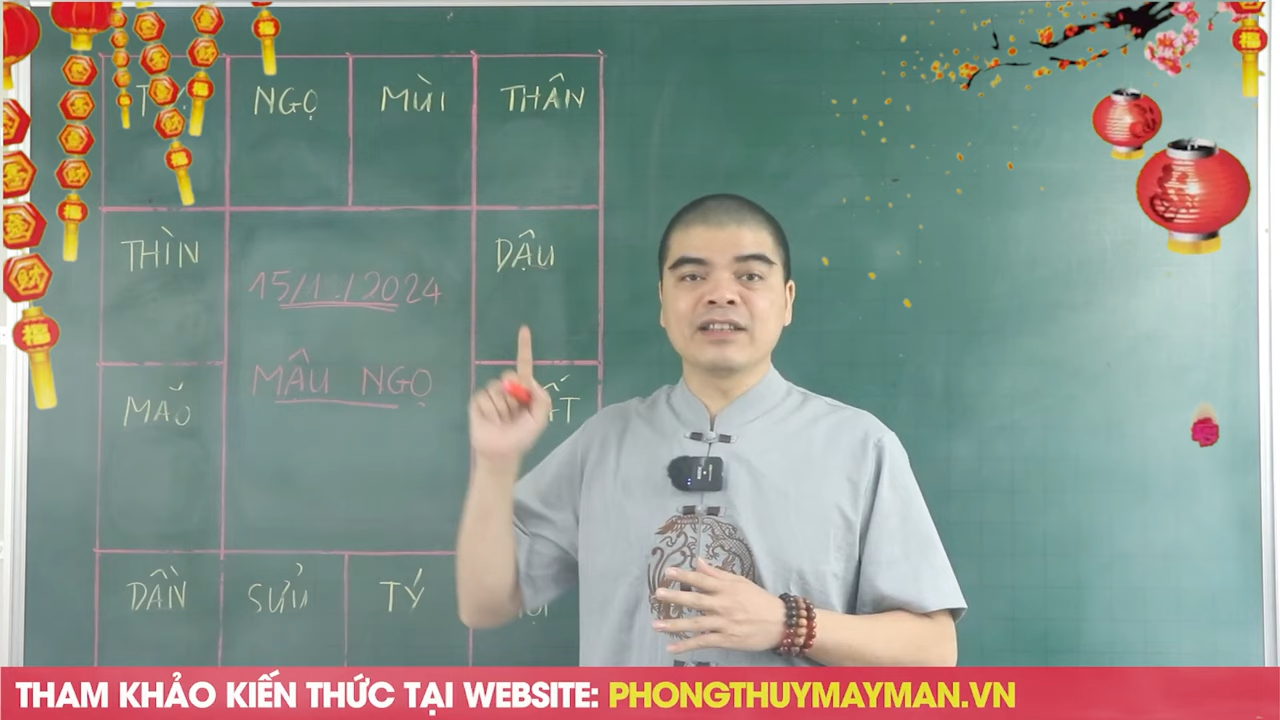 NGỌ MÙI THÂN
THÌN DẬU
15/1./2024
MẬU NGỌ
MÃO
DẦN SỬU TÝ
THAM KHẢO KIẾN THỨC TẠI WEBSITE: PHONGTHUYMAYMAN.VN